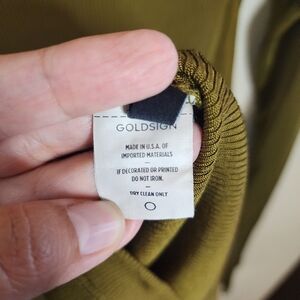 GOLDSIGN
MADE IN U.S.A. OF
IMPORTED MATERIALS
IF DECORATED OR PRINTED
DO NOT IRON.
DRY CLEAN ONLY